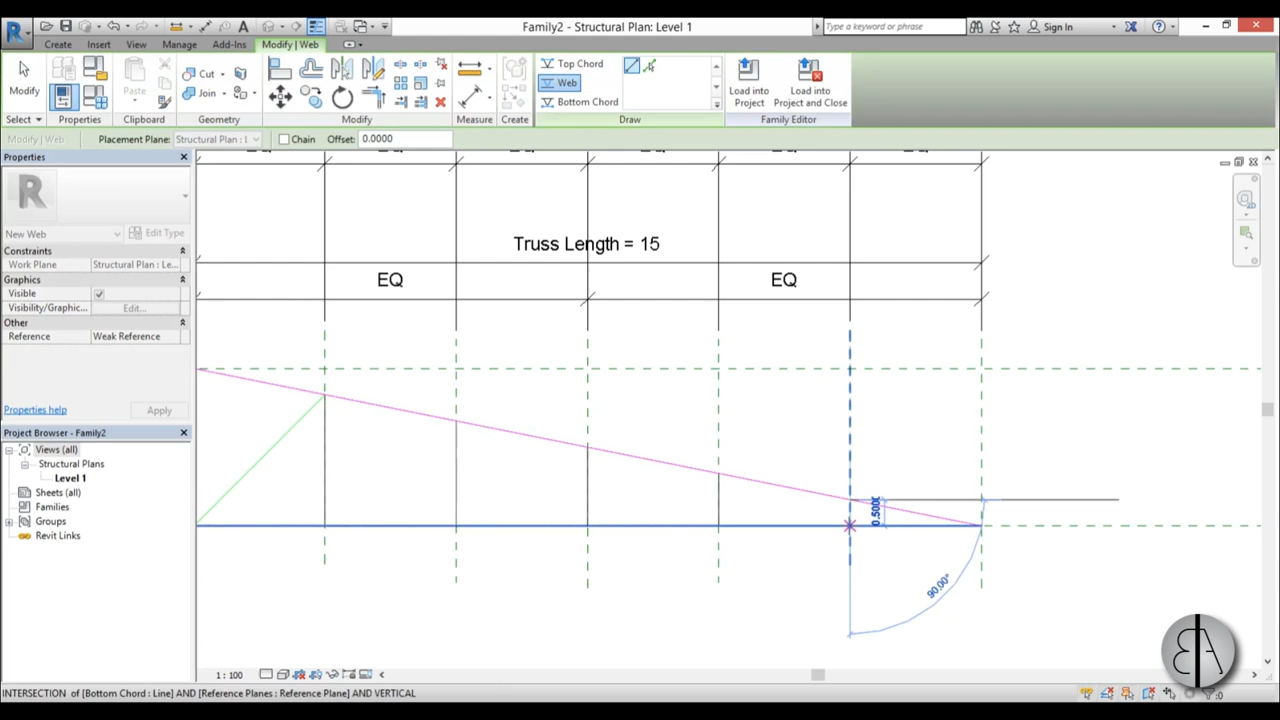 Family2 - Structural Plan: Level 1
Type a keyword or phrase
Sign In
Create
Insert
View
Manage
Add-Ins
Modify | Web
Modify
Paste
Cut
Join
Top Chord
Web
Bottom Chord
Load into
Project
Load into
Project and Close
Select
Properties
Clipboard
Geometry
Modify
Measure
Create
Draw
Family Editor
Modify | Web
Placement Plane: Structural Plan : l
Chain
Offset: 0.0000
Properties
R
New Web
Edit Type
Constraints
Work Plane
Structural Plan : Le...
Graphics
Visible
Visibility/Graphic...
Edit...
Other
Reference
Weak Reference
Properties help
Apply
Project Browser - Family2
Views (all)
Structural Plans
Level 1
Sheets (all)
Families
Groups
Revit Links
Truss Length = 15
EQ
EQ
0.5000
90.00°
1 : 100
INTERSECTION of [Bottom Chord : Line] AND [Reference Planes : Reference Plane] AND VERTICAL
:0